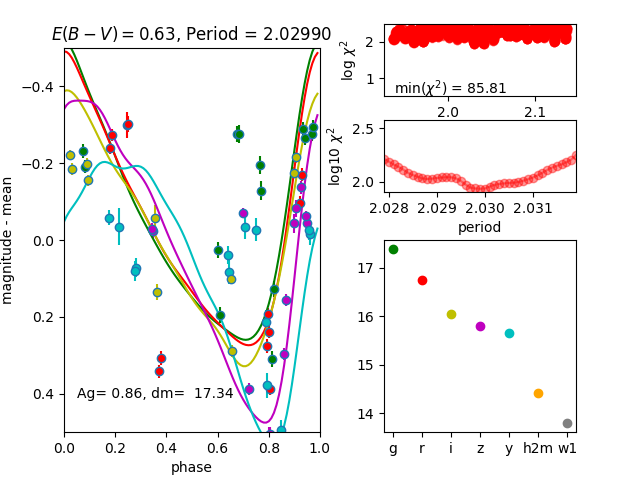 E(B − V) = 0.63, Period = 2.02990
magnitude - mean
−0.4
−0.2
0.0
0.2
0.4
Ag= 0.86, dm=  17.34
0.0 0.2 0.4 0.6 0.8 1.0
phase
log χ²
2
1
min(χ²) = 85.81
2.0 2.1
log10 χ²
2.5
2.0
2.028 2.029 2.030 2.031
period
17
16
15
14
g r i z y h2m w1